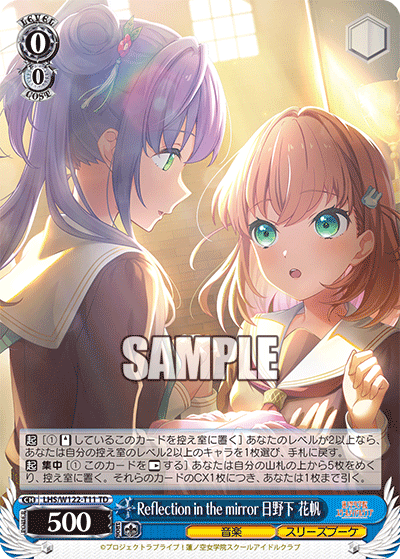 LEVEL
0
0
COST
SAMPLE
起 [① このカードを控え室に置く] あなたのレベルが2以上なら、
あなたは自分の控え室のレベル2以上のキャラを1枚選び、手札に戻す。
起 集中 [① このカードを する] あなたは自分の山札の上から5枚をめく
り、控え室に置く。それらのカードのCX1枚につき、あなたは1枚まで引く。
CH LHS/W122-T11 TD
Reflection in the mirror 日野下 花帆
500
音楽
スリーズブーケ
©プロジェクトラブライブ!蓮ノ空女学院スクールアイドルクラブ